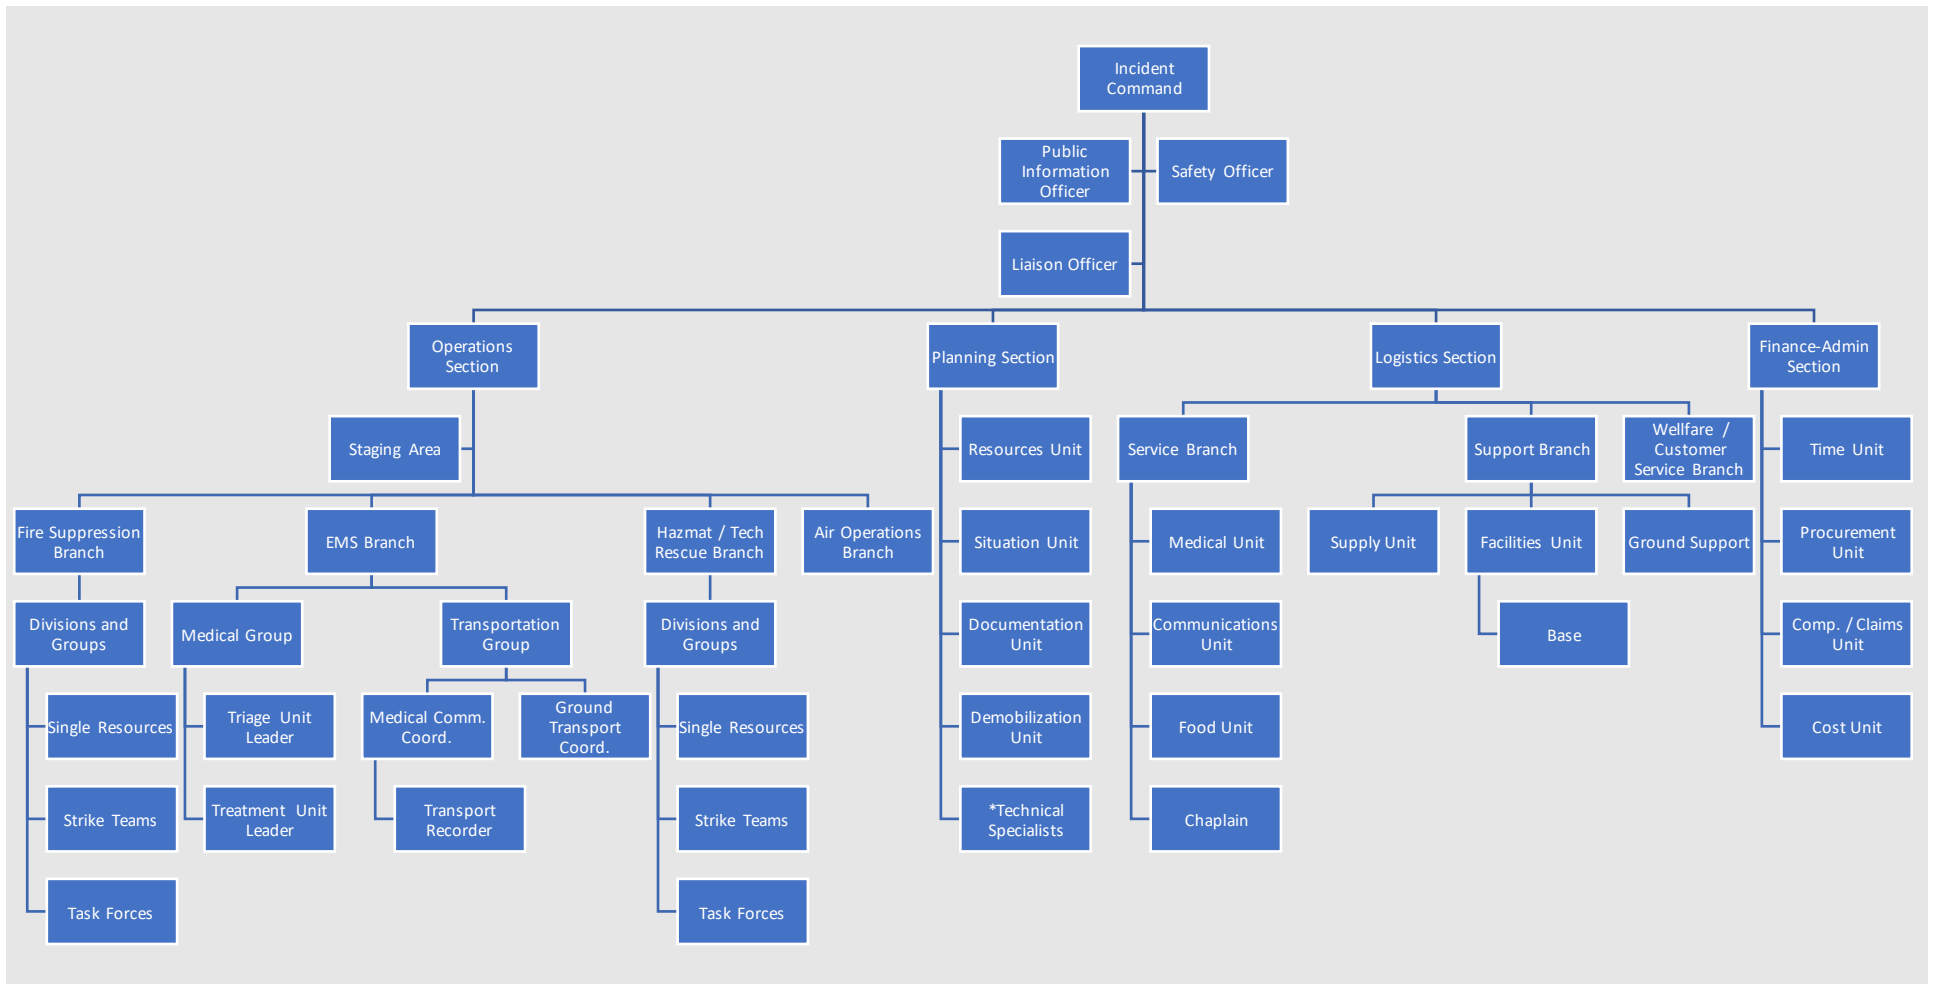 Incident
Command
Public
Information
Officer
Safety Officer
Liaison Officer
Operations
Section
Planning Section
Logistics Section
Finance-Admin
Section
Staging Area
Resources Unit
Service Branch
Support Branch
Wellfare /
Customer
Service Branch
Time Unit
Fire Suppression
Branch
EMS Branch
Hazmat / Tech
Rescue Branch
Air Operations
Branch
Situation Unit
Medical Unit
Supply Unit
Facilities Unit
Ground Support
Procurement
Unit
Divisions and
Groups
Medical Group
Transportation
Group
Divisions and
Groups
Documentation
Unit
Communications
Unit
Base
Comp. / Claims
Unit
Single Resources
Triage Unit
Leader
Medical Comm.
Coord.
Ground
Transport
Coord.
Single Resources
Demobilization
Unit
Food Unit
Cost Unit
Strike Teams
Treatment Unit
Leader
Transport
Recorder
Strike Teams
*Technical
Specialists
Chaplain
Task Forces
Task Forces